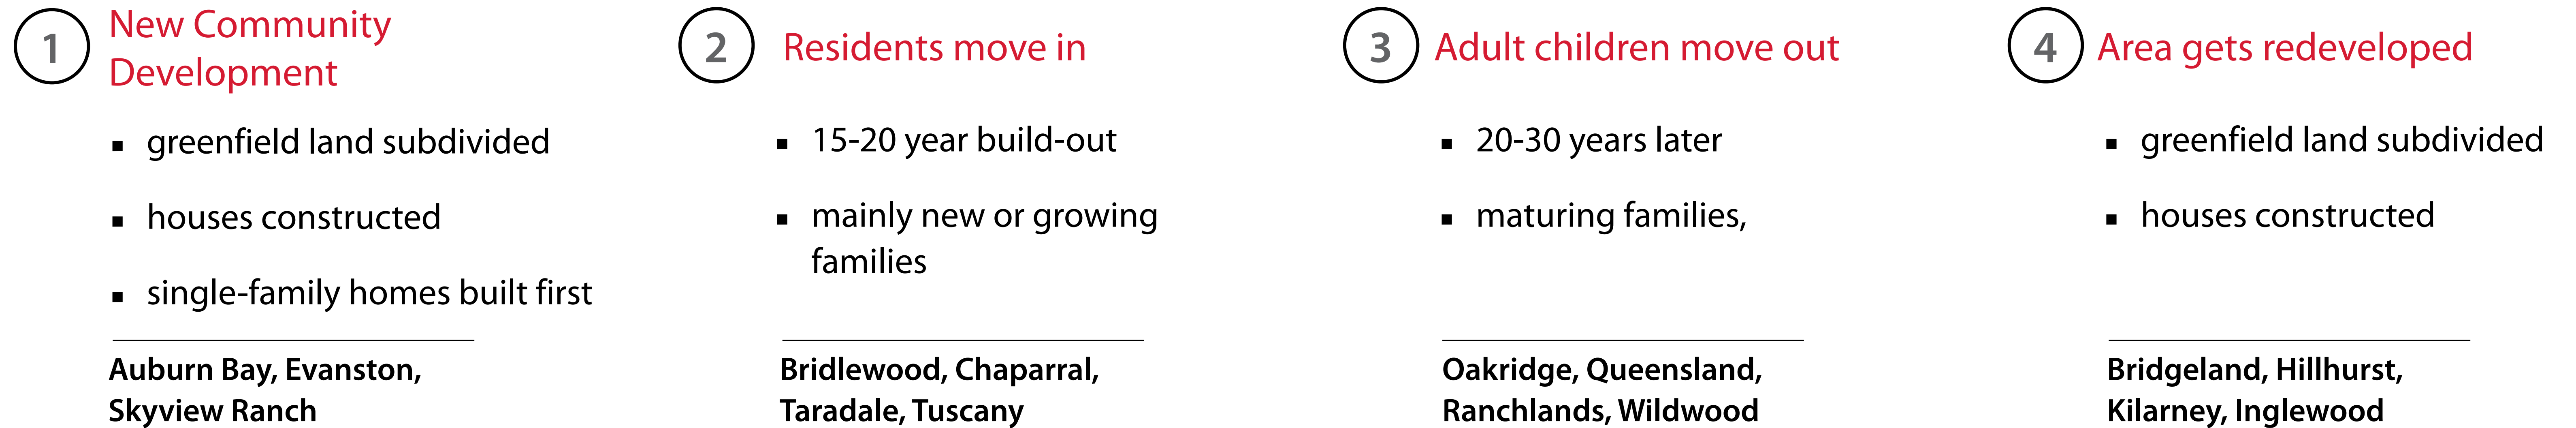 1
New Community
Development
▪ greenfield land subdivided
▪ houses constructed
▪ single-family homes built first
Auburn Bay, Evanston,
Skyview Ranch
2
Residents move in
▪ 15-20 year build-out
▪ mainly new or growing
families
Bridlewood, Chaparral,
Taradale, Tuscany
3
Adult children move out
▪ 20-30 years later
▪ maturing families,
Oakridge, Queensland,
Ranchlands, Wildwood
4
Area gets redeveloped
▪ greenfield land subdivided
▪ houses constructed
Bridgeland, Hillhurst,
Kilarney, Inglewood